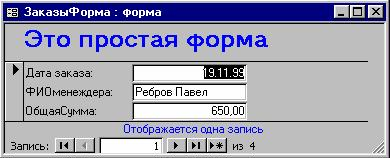 ЗаказыФорма : форма
Это простая форма
Дата заказа: 19.11.99
ФИОменеждера: Ребров Павел
ОбщаяСумма: 650,00
Отображается одна запись
Запись: 1 из 4